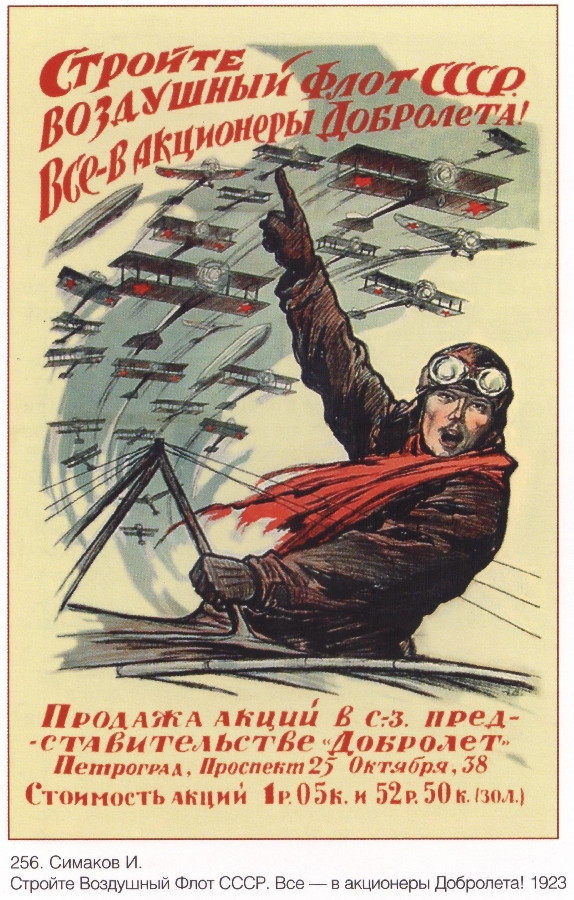 Стройте
воздушный флот СССР.
Все-в акционеры Добролета!
Продажа акций в с-з. пред-
-ставительстве „Добролет"
Петроград, Проспект 25 Октября, 38
Стоимость акций 1р. 05к. и 52р. 50к. (зол.)
256. Симаков И.
Стройте Воздушный Флот СССР. Все — в акционеры Добролета! 1923